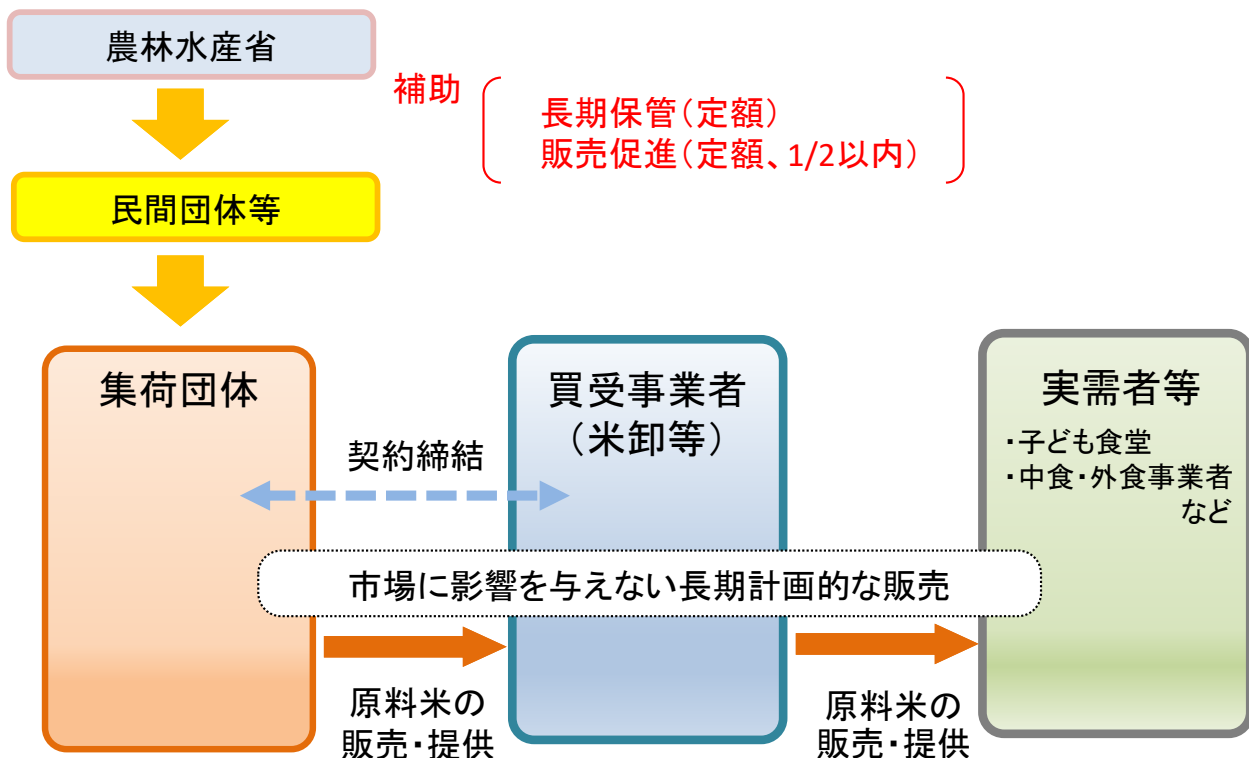 農林水産省
補助
長期保管（定額）
販売促進（定額、1/2以内）
民間団体等
集荷団体
買受事業者
（米卸等）
実需者等
・子ども食堂
・中食・外食事業者
など
契約締結
市場に影響を与えない長期計画的な販売
原料米の
販売・提供
原料米の
販売・提供